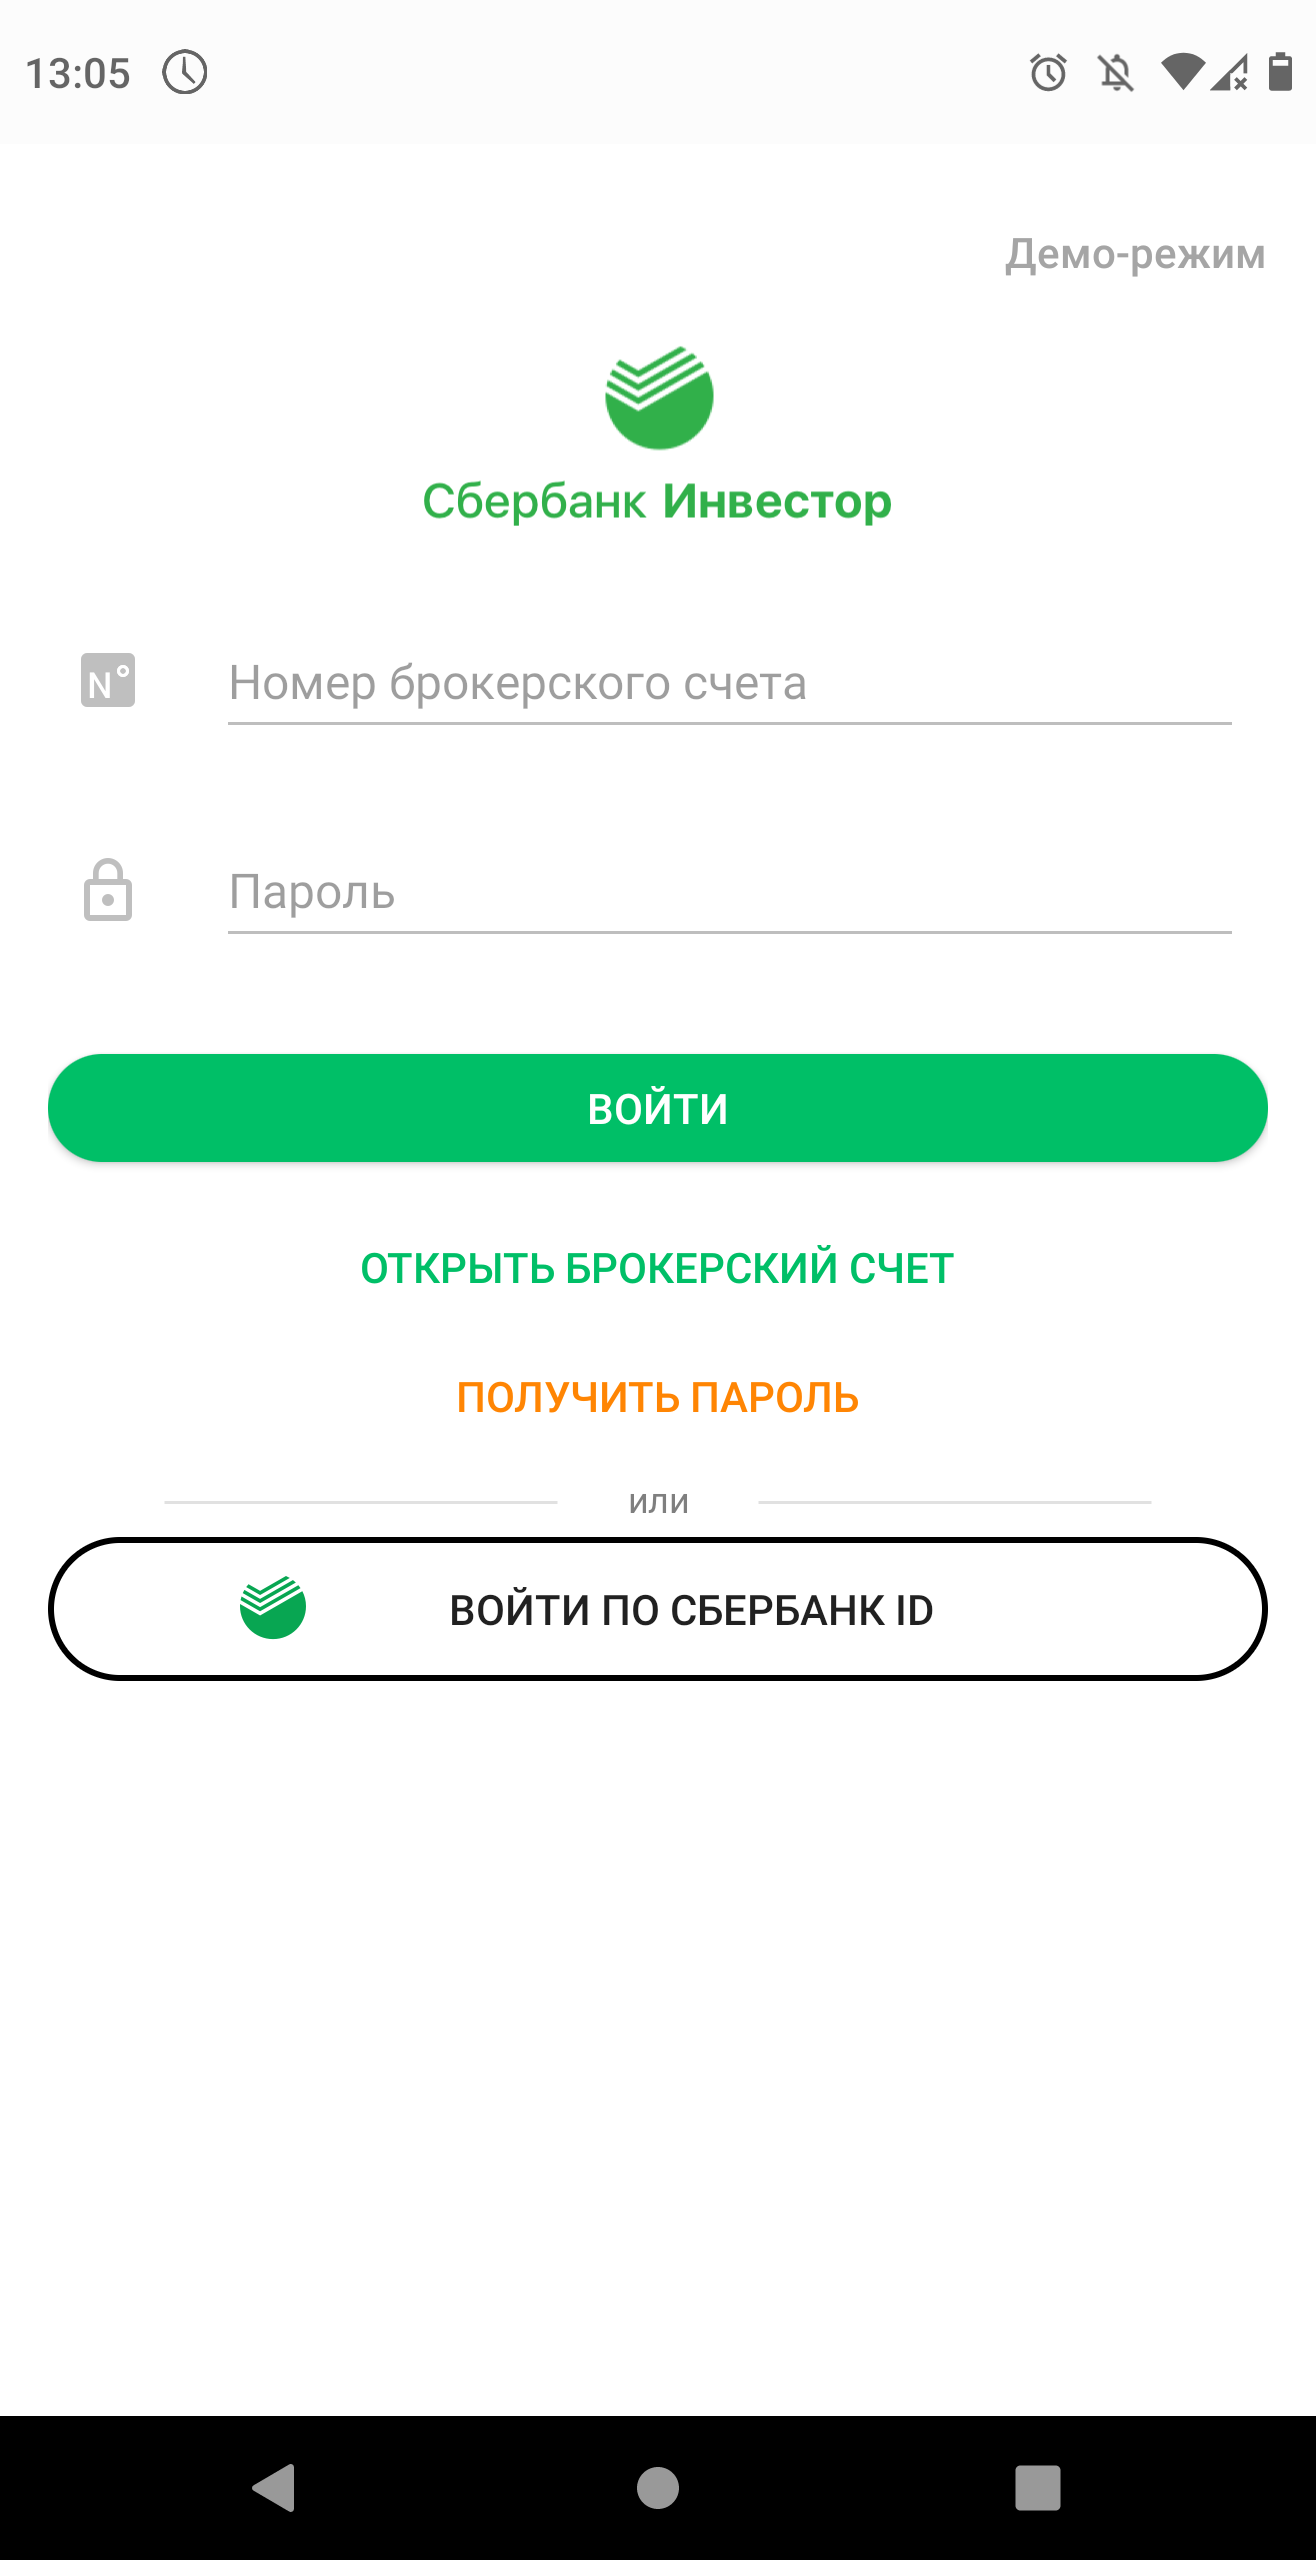 13:05
Демо-режим
Сбербанк Инвестор
N°
Номер брокерского счета
Пароль
ВОЙТИ
ОТКРЫТЬ БРОКЕРСКИЙ СЧЕТ
ПОЛУЧИТЬ ПАРОЛЬ
или
ВОЙТИ ПО СБЕРБАНК ID